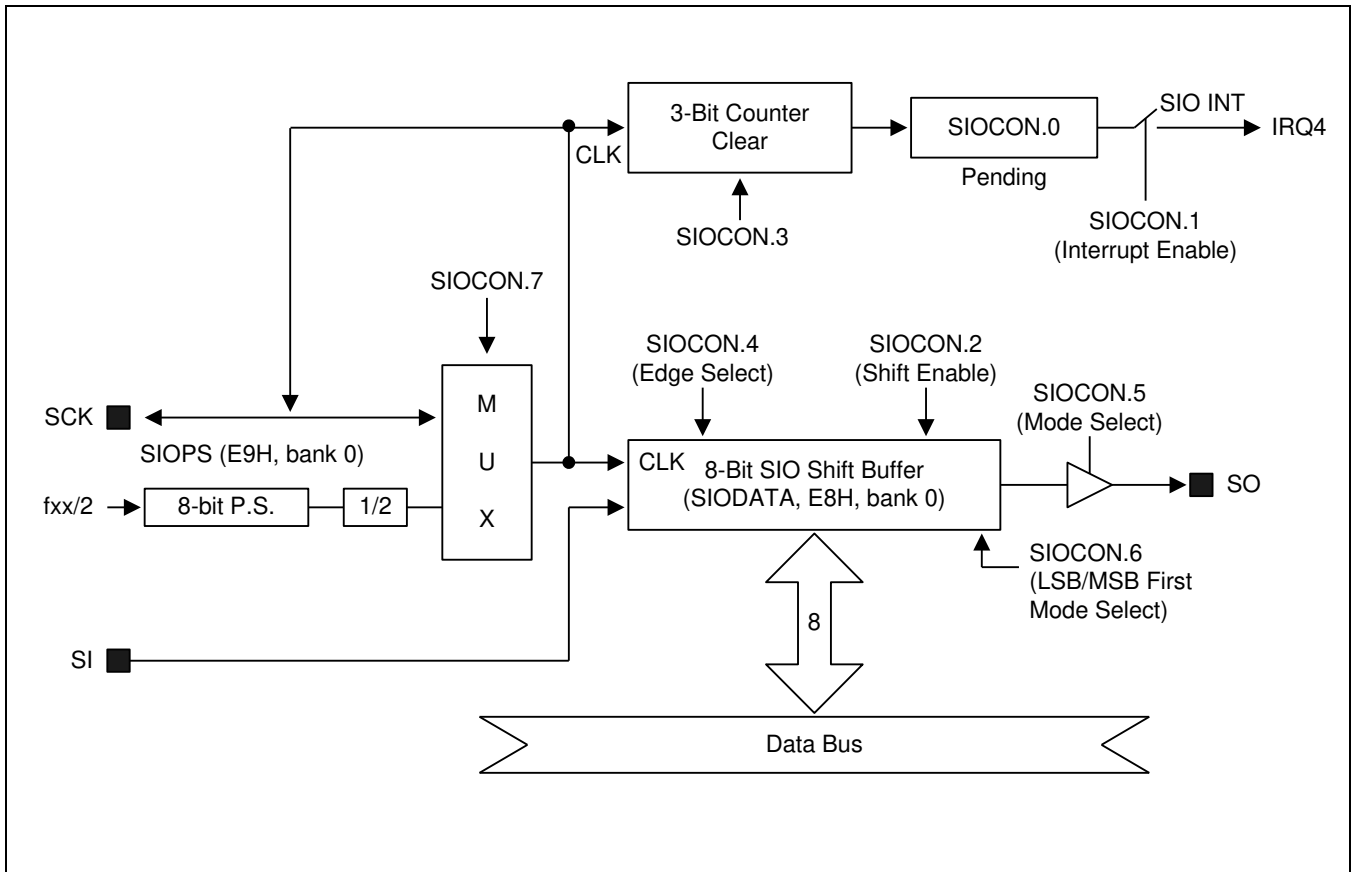 3-Bit Counter
Clear
CLK
SIOCON.0
Pending
SIO INT
IRQ4
SIOCON.3
SIOCON.1
(Interrupt Enable)
SIOCON.7
SIOCON.4
(Edge Select)
SIOCON.2
(Shift Enable)
SIOCON.5
(Mode Select)
SCK
SIOPS (E9H, bank 0)
M
U
X
fxx/2
8-bit P.S.
1/2
CLK
8-Bit SIO Shift Buffer
(SIODATA, E8H, bank 0)
SO
SIOCON.6
(LSB/MSB First
Mode Select)
8
SI
Data Bus